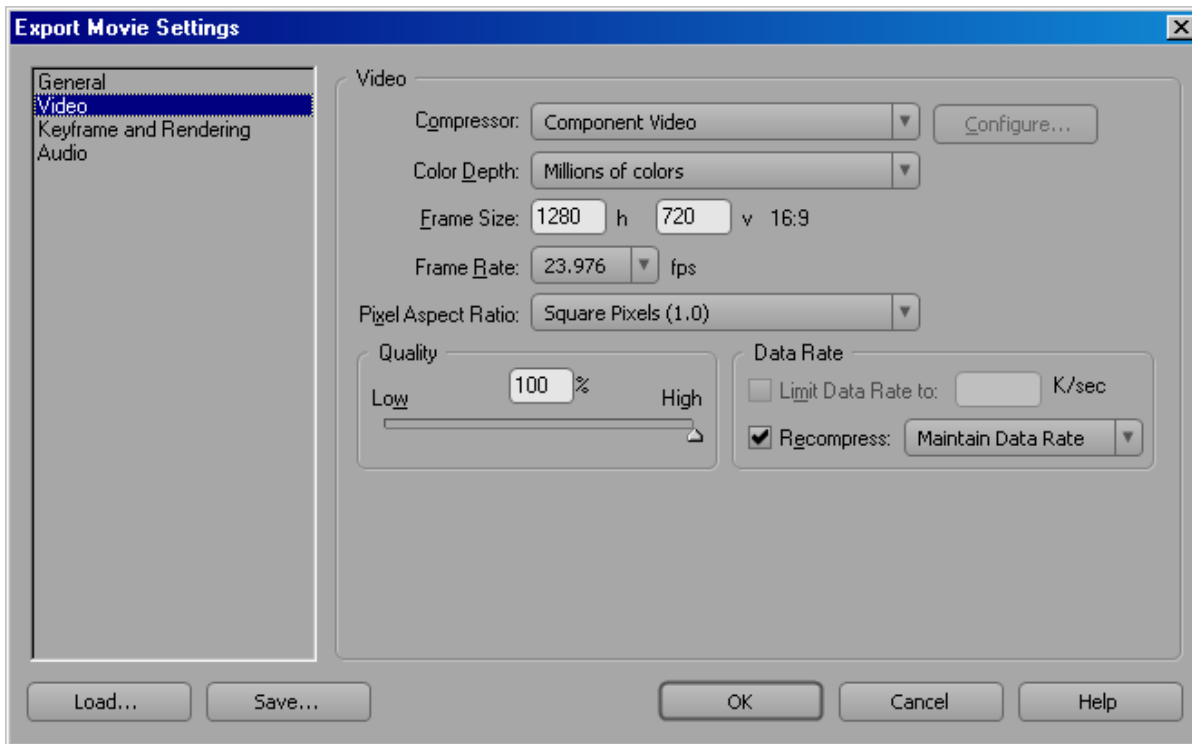 Export Movie Settings
General
Video
Keyframe and Rendering
Audio
Video
Compressor: Component Video Configure...
Color Depth: Millions of colors
Frame Size: 1280 h 720 v 16:9
Frame Rate: 23.976 fps
Pixel Aspect Ratio: Square Pixels (1.0)
Quality
100 %
Low High
Data Rate
Limit Data Rate to: K/sec
Recompress: Maintain Data Rate
Load... Save... OK Cancel Help